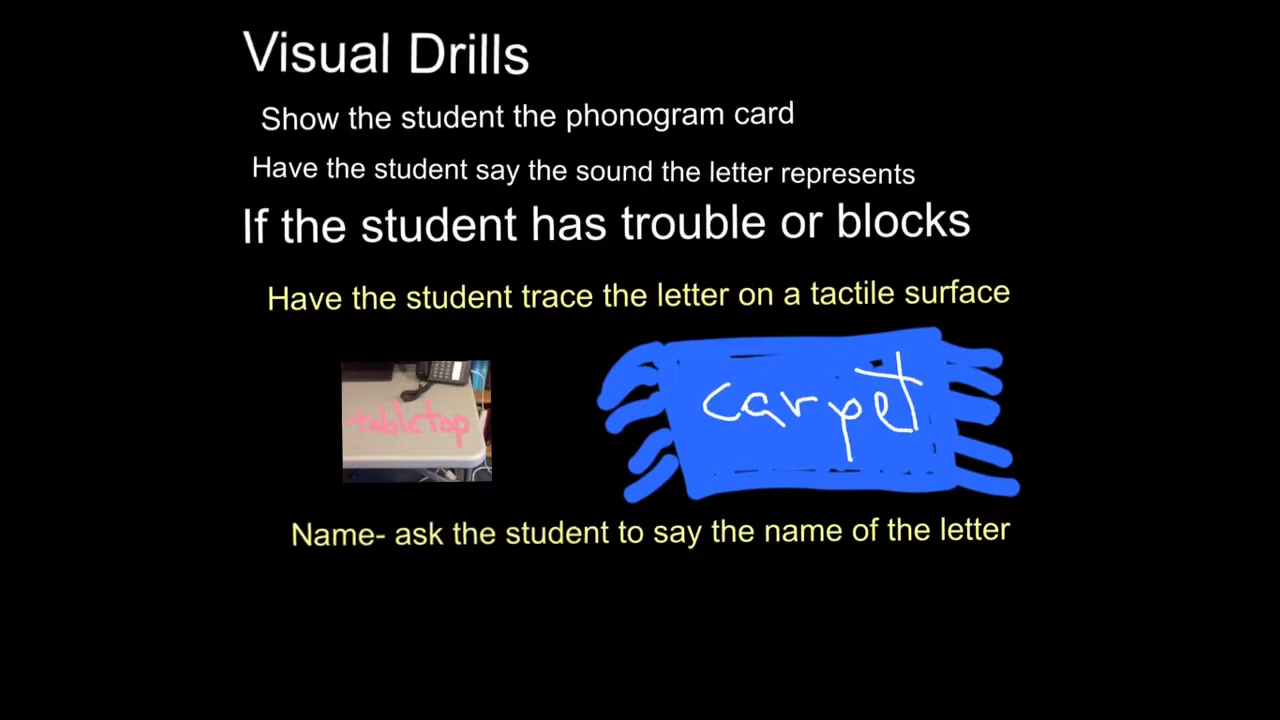 Visual Drills
Show the student the phonogram card
Have the student say the sound the letter represents
If the student has trouble or blocks
Have the student trace the letter on a tactile surface
tabletop
carpet
Name- ask the student to say the name of the letter